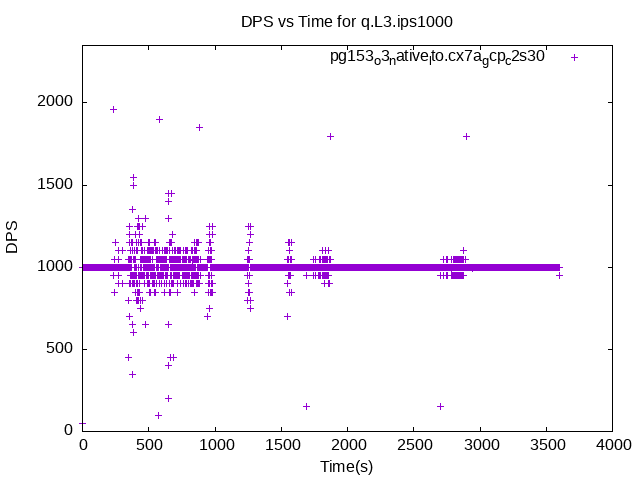 DPS vs Time for q.L3.ips1000
pg153_o3_native_lto.cx7a_gcp_c2s30
DPS
2000
1500
1000
500
0
0 500 1000 1500 2000 2500 3000 3500 4000
Time(s)